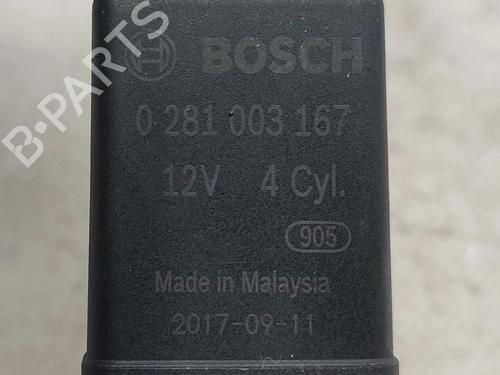 BOSCH
0 281 003 167
12V 4 Cyl.
905
Made in Malaysia
2017-09-11
B-PARTS